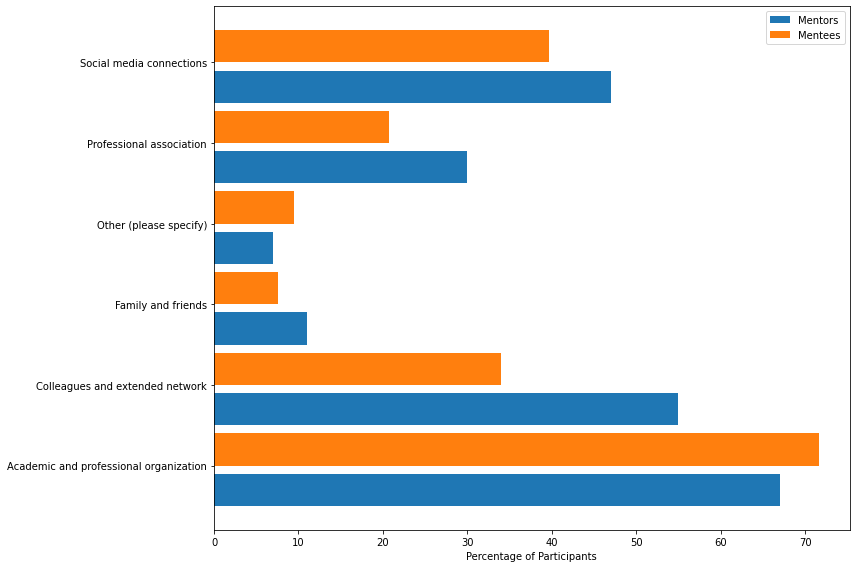 Mentors
Mentees
Social media connections
Professional association
Other (please specify)
Family and friends
Colleagues and extended network
Academic and professional organization
0 10 20 30 40 50 60 70
Percentage of Participants